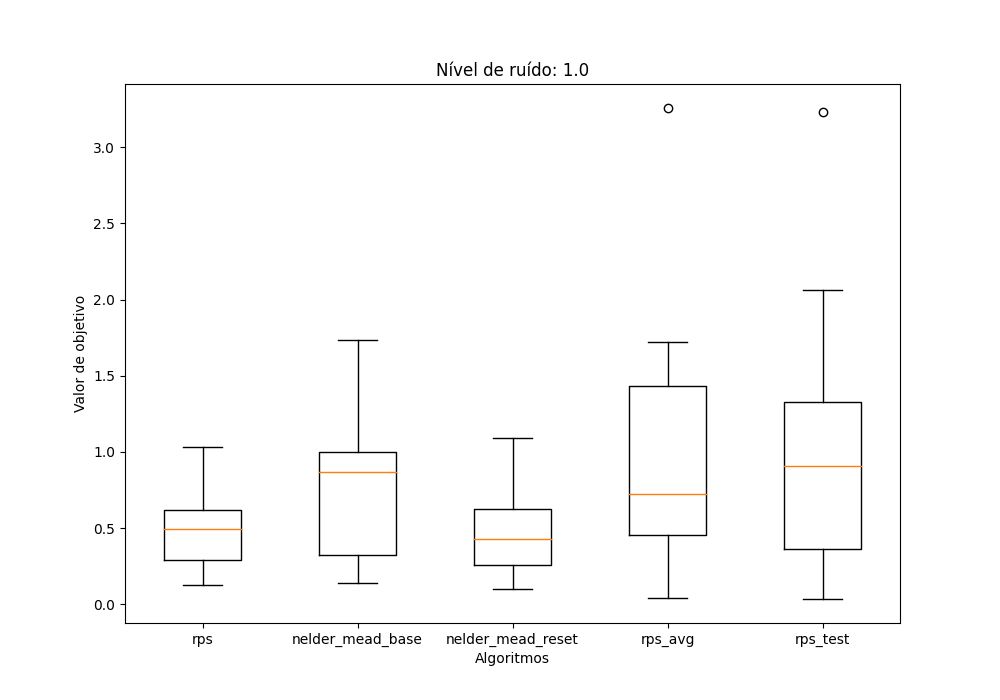 Nível de ruído: 1.0
3.0
2.5
2.0
1.5
1.0
0.5
0.0
Valor de objetivo
rps nelder_mead_base nelder_mead_reset rps_avg rps_test
Algoritmos